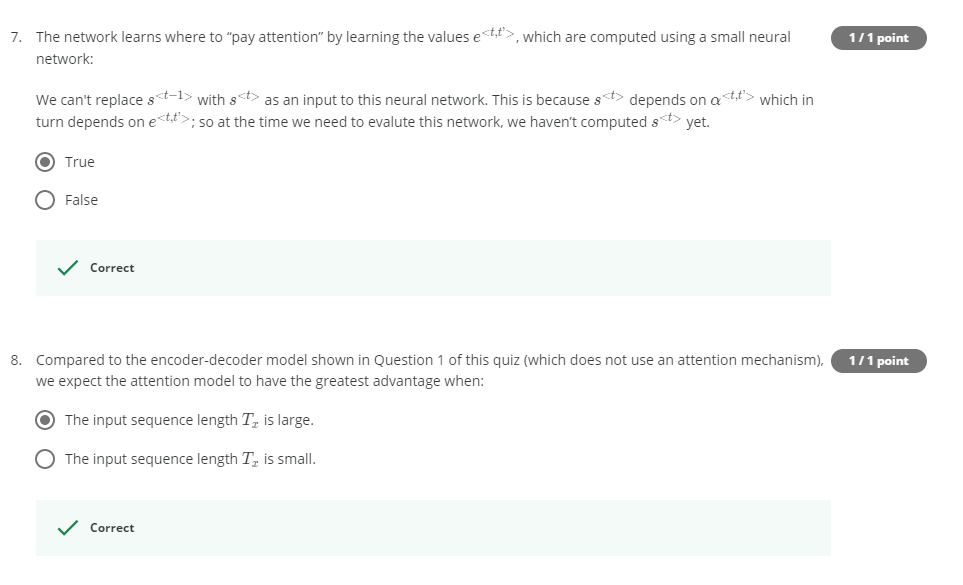 7. The network learns where to “pay attention” by learning the values e^{<t,t'>}, which are computed using a small neural
1 / 1 point
network:
We can't replace s^{<t−1>} with s^{<t>} as an input to this neural network. This is because s^{<t>} depends on α^{<t,t'>} which in
turn depends on e^{<t,t'>}; so at the time we need to evalute this network, we haven’t computed s^{<t>} yet.
True
False
Correct
8. Compared to the encoder-decoder model shown in Question 1 of this quiz (which does not use an attention mechanism),
1 / 1 point
we expect the attention model to have the greatest advantage when:
The input sequence length T_x is large.
The input sequence length T_x is small.
Correct